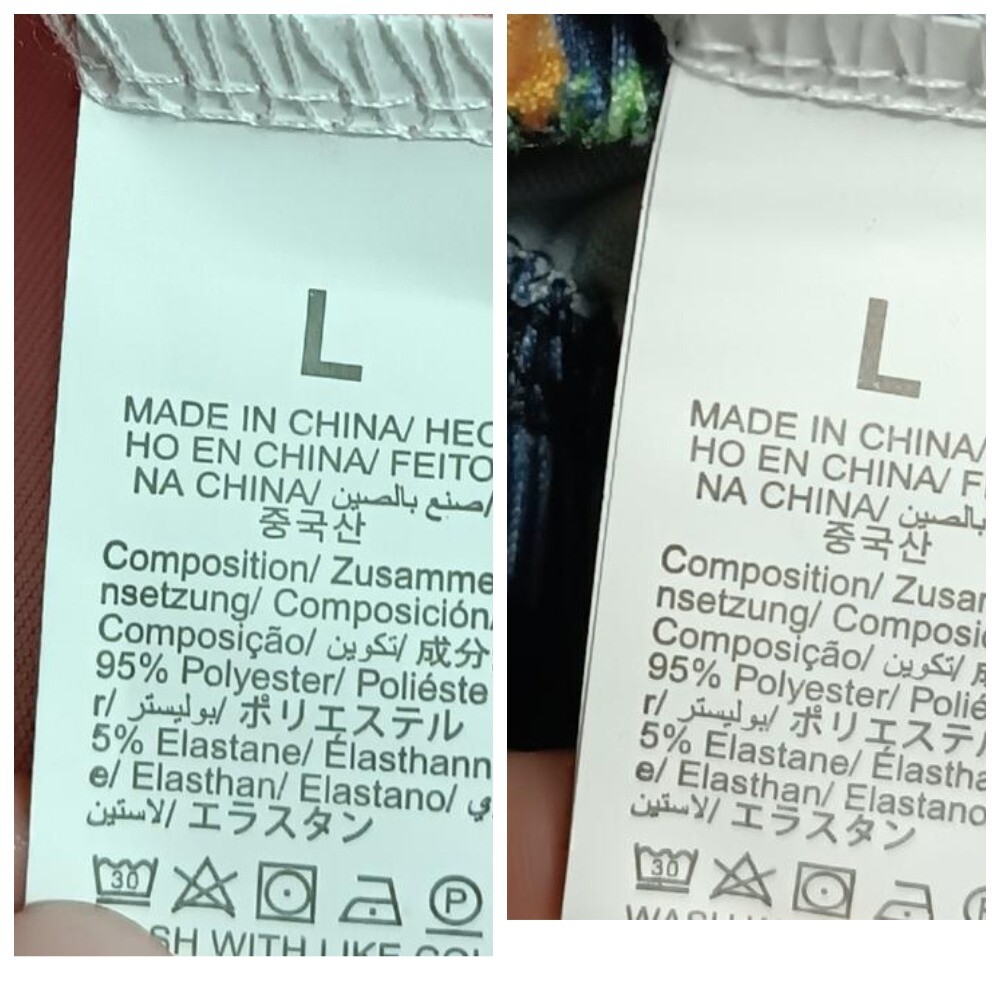 L
MADE IN CHINA/ HEC
HO EN CHINA/ FEITO
NA CHINA/ صنع بالصين/
중국산
Composition/ Zusamme
nsetzung/ Composición/
Composição/ تكوين/ 成分
95% Polyester/ Poliéste
r/ بوليستر/ ポリエステル
5% Elastane/ Élasthann
e/ Elasthan/ Elastano/ ي
لاستين/ エラスタン
30
P
SH WITH LIKE COL
L
MADE IN CHINA/
HO EN CHINA/ F
NA CHINA/ بالصين
중국산
Composition/ Zusar
nsetzung/ Composi
Composição/ تكوين/
95% Polyester/ Polié
r/ بوليستر/ ポリエステ
5% Elastane/ Élastha
e/ Elasthan/ Elastano
لاستين/ エラスタン
30